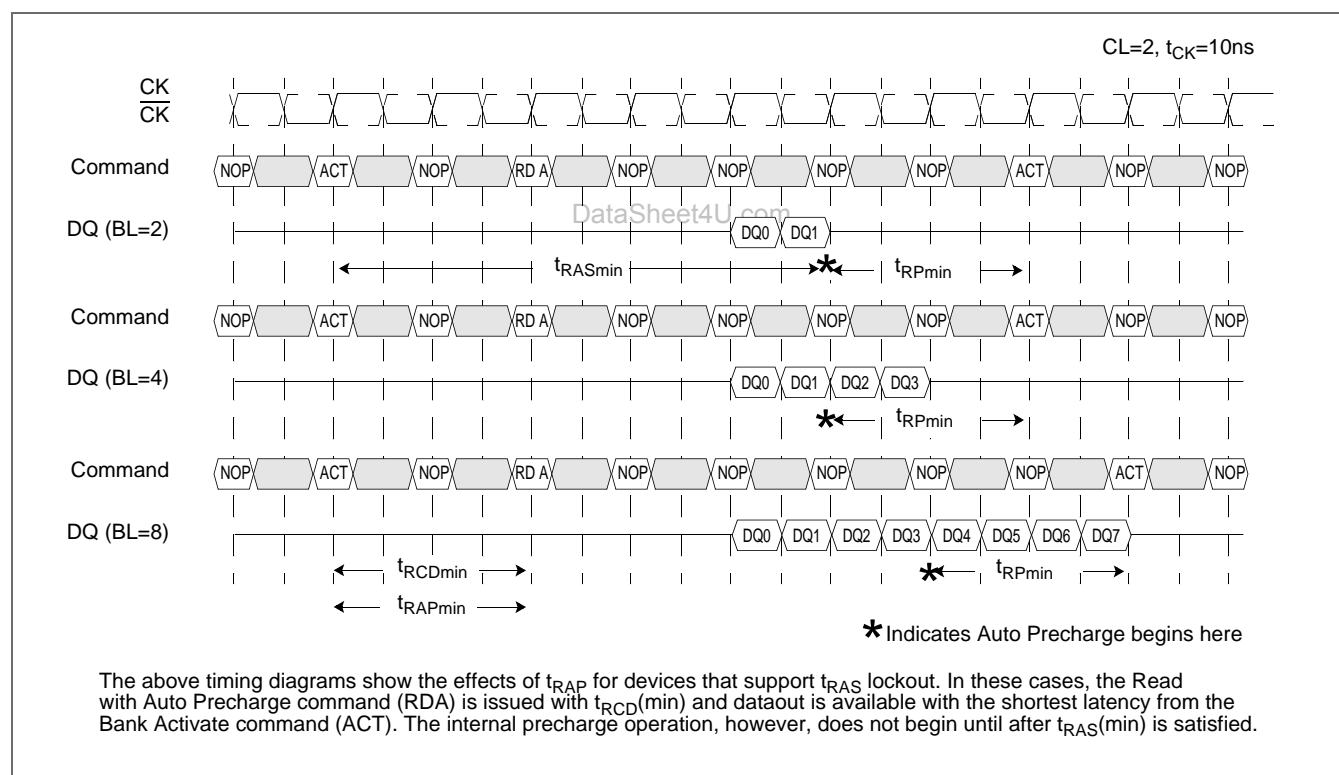 CL=2, tCK=10ns
CK
CK
Command NOP ACT NOP RD A NOP NOP NOP NOP ACT NOP NOP
DataSheet4U.com
DQ (BL=2) DQ0 DQ1
tRASmin * tRPmin
Command NOP ACT NOP RD A NOP NOP NOP NOP ACT NOP NOP
DQ (BL=4) DQ0 DQ1 DQ2 DQ3
* tRPmin
Command NOP ACT NOP RD A NOP NOP NOP NOP NOP ACT NOP
DQ (BL=8) DQ0 DQ1 DQ2 DQ3 DQ4 DQ5 DQ6 DQ7
tRCDmin * tRPmin
tRAPmin
* Indicates Auto Precharge begins here
The above timing diagrams show the effects of tRAP for devices that support tRAS lockout. In these cases, the Read
with Auto Precharge command (RDA) is issued with tRCD(min) and dataout is available with the shortest latency from the
Bank Activate command (ACT). The internal precharge operation, however, does not begin until after tRAS(min) is satisfied.